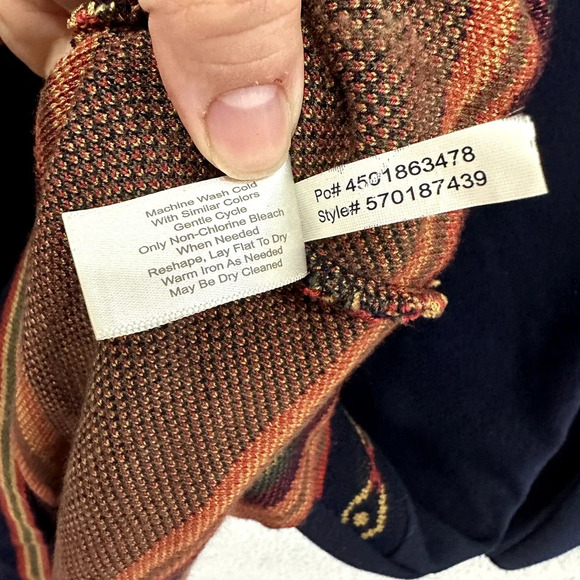 Machine Wash Cold
With Similar Colors
Gentle Cycle
Only Non-Chlorine Bleach
When Needed
Reshape, Lay Flat To Dry
Warm Iron As Needed
May Be Dry Cleaned
Po# 4501863478
Style# 570187439